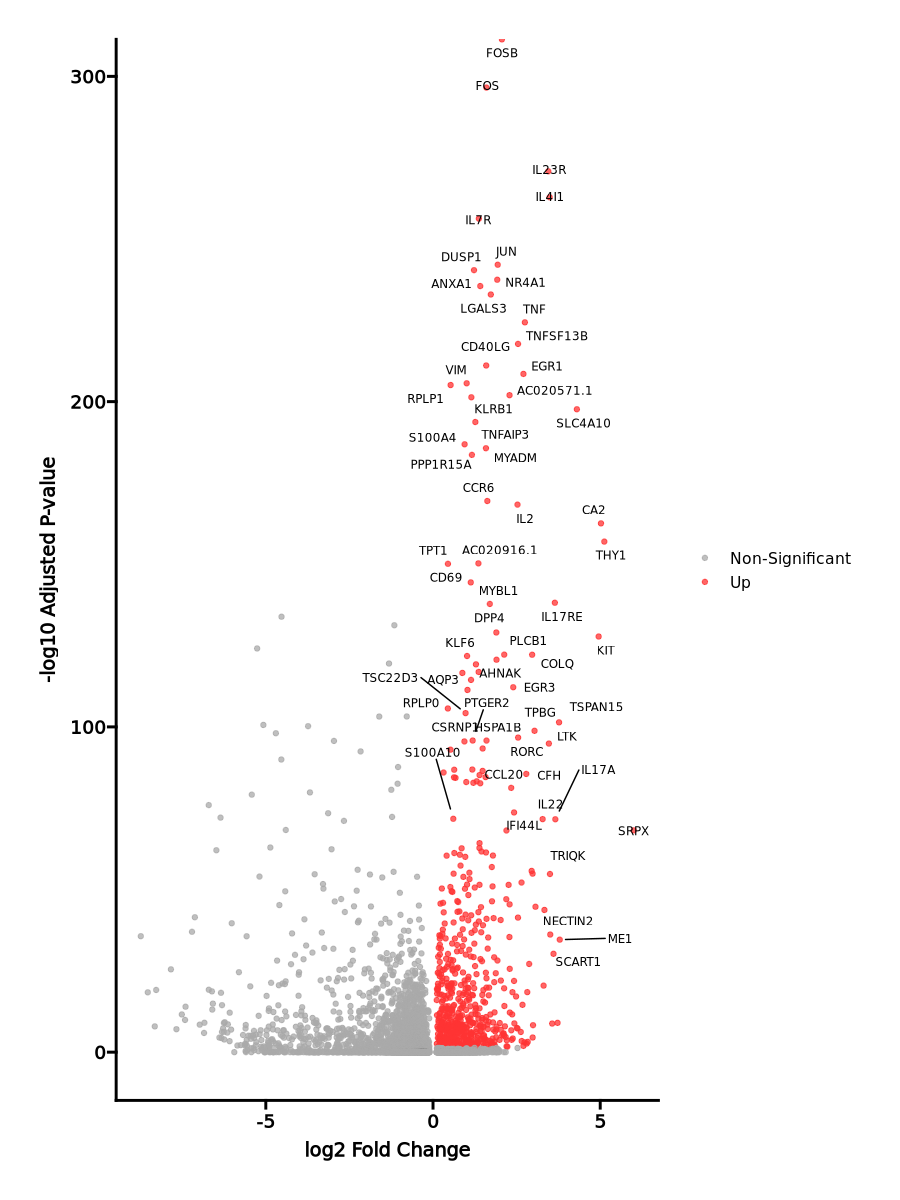 300
200
100
0
-5
0
5
log2 Fold Change
-log10 Adjusted P-value
Non-Significant
Up
FOSB
FOS
IL23R
IL4I1
IL7R
JUN
DUSP1
NR4A1
ANXA1
LGALS3
TNF
TNFSF13B
CD40LG
EGR1
VIM
AC020571.1
RPLP1
KLRB1
SLC4A10
TNFAIP3
S100A4
MYADM
PPP1R15A
CCR6
IL2
CA2
THY1
TPT1
AC020916.1
CD69
MYBL1
IL17RE
DPP4
KLF6
PLCB1
KIT
COLQ
AHNAK
TSC22D3
AQP3
EGR3
RPLP0
PTGER2
TSPAN15
TPBG
CSRNP1
HSPA1B
LTK
S100A10
RORC
CCL20
CFH
IL17A
IL22
IFI44L
SRPX
TRIQK
NECTIN2
ME1
SCART1